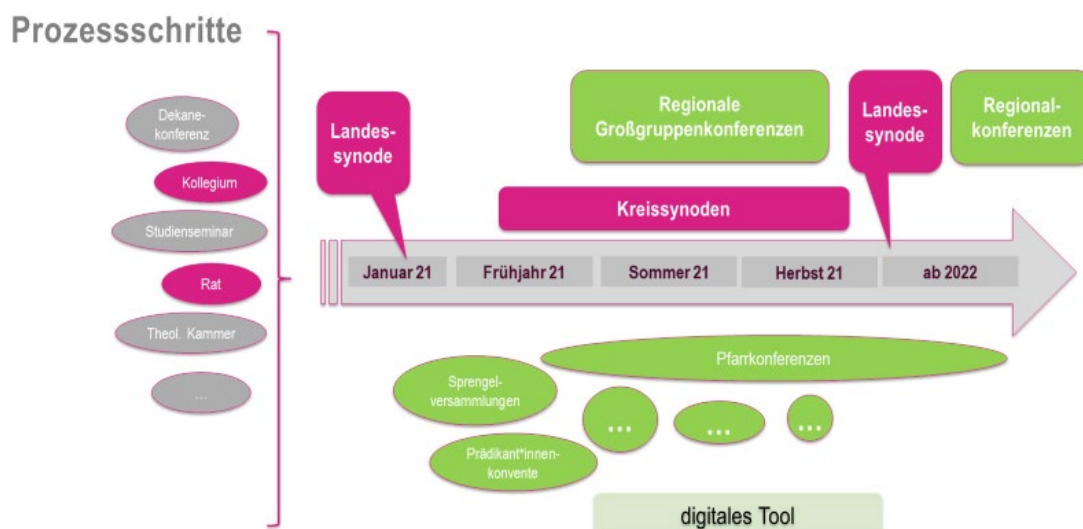 Prozessschritte
Dekane-
konferenz
Kollegium
Studienseminar
Rat
Theol. Kammer
...
Landes-
synode
Regionale
Großgruppenkonferenzen
Landes-
synode
Regional-
konferenzen
Kreissynoden
Januar 21
Frühjahr 21
Sommer 21
Herbst 21
ab 2022
Pfarrkonferenzen
Sprengel-
versammlungen
...
...
...
Prädikant*innen-
konvente
digitales Tool